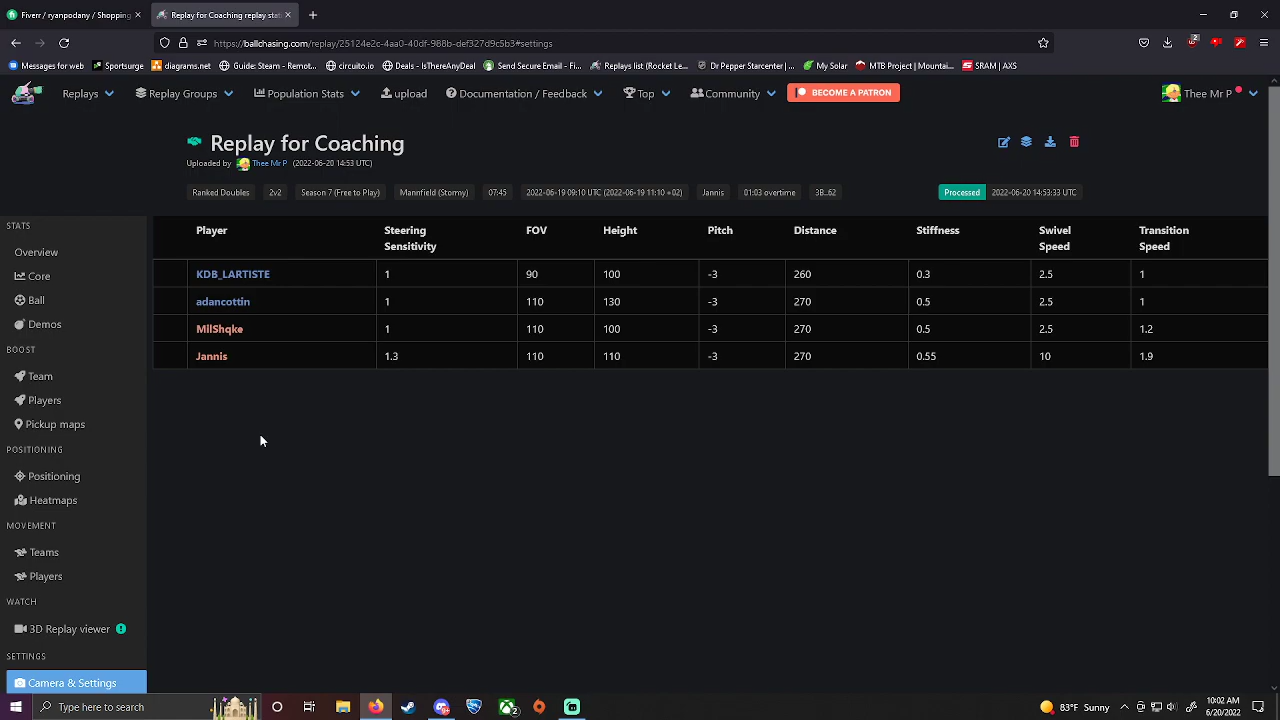 Fiverr / ryanodany / Shopping
Replay for Coaching replay stat
https://ballchasing.com/replay/25124e2c-4aa0-40df-988b-def327d9c5b3#settings
Messages for web
Sportsurge
diagrams.net
Guide: Steam - Remot...
circuito.io
Deals - IsThereAnyDeal
Send Secure Email - Fi...
Replays list (Rocket Le...
Dr Pepper Starcenter | ...
My Solar
MTB Project | Mountai...
SRAM | AXS
Replays
Replay Groups
Population Stats
upload
Documentation / Feedback
Top
Community
BECOME A PATRON
Thee Mr P
Replay for Coaching
Uploaded by Thee Mr P (2022-06-20 14:53 UTC)
Ranked Doubles 2v2 Season 7 (Free to Play) Mannfield (Stormy) 07:45 2022-06-19 09:10 UTC (2022-06-19 11:10 +02) Jannis 01:03 overtime 3B...62 Processed 2022-06-20 14:53:33 UTC
STATS
Overview
Core
Ball
Demos
BOOST
Team
Players
Pickup maps
POSITIONING
Positioning
Heatmaps
MOVEMENT
Teams
Players
WATCH
3D Replay viewer
SETTINGS
Camera & Settings
Player Steering Sensitivity FOV Height Pitch Distance Stiffness Swivel Speed Transition Speed
KDB_LARTISTE 1 90 100 -3 260 0.3 2.5 1
adancottin 1 110 130 -3 270 0.5 2.5 1
MilShqke 1 110 100 -3 270 0.5 2.5 1.2
Jannis 1.3 110 110 -3 270 0.55 10 1.9
Type here to search
2
83°F Sunny
10:02 AM
6/20/2022